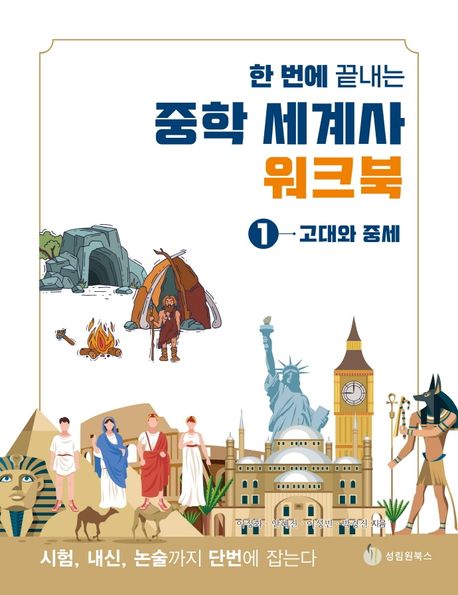 한 번에 끝내는
중학 세계사
워크북
1 고대와 중세
지음
시험, 내신, 논술까지 단번에 잡는다
성림원북스